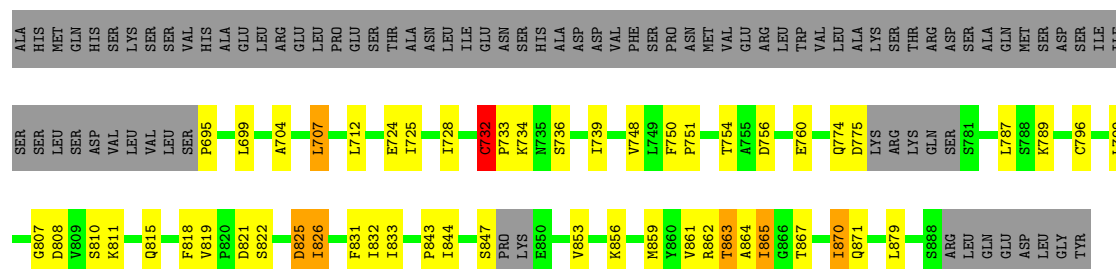 ALA HIS MET GLN HIS SER LYS SER SER VAL HIS ALA GLU LEU ARG GLU LEU PRO GLU SER THR ALA ASN LEU ILE GLU ASN SER HIS ALA ASP ASP VAL PHE SER PRO ASN MET VAL GLU ARG LEU TRP VAL LEU ALA LYS SER THR ARG ASP SER ALA GLN MET SER ASP SER ILE ILE
SER SER LEU SER ASP VAL LEU VAL LEU SER P695 L699 A704 L707 L712 E724 I725 I728 C732 P733 K734 N735 S736 I739 V748 L749 F750 P751 T754 A755 D756 E760 Q774 D775 LYS ARG LYS GLN SER S781 L787 S788 K789 C796
G807 D808 V809 S810 K811 Q815 F818 V819 P820 D821 S822 D825 I826 F831 I832 I833 P843 I844 S847 PRO LYS E850 V853 K856 M859 Y860 V861 R862 T863 A864 I865 G866 T867 I870 Q871 L879 S888 ARG LEU GLN GLU ASP LEU GLY TYR